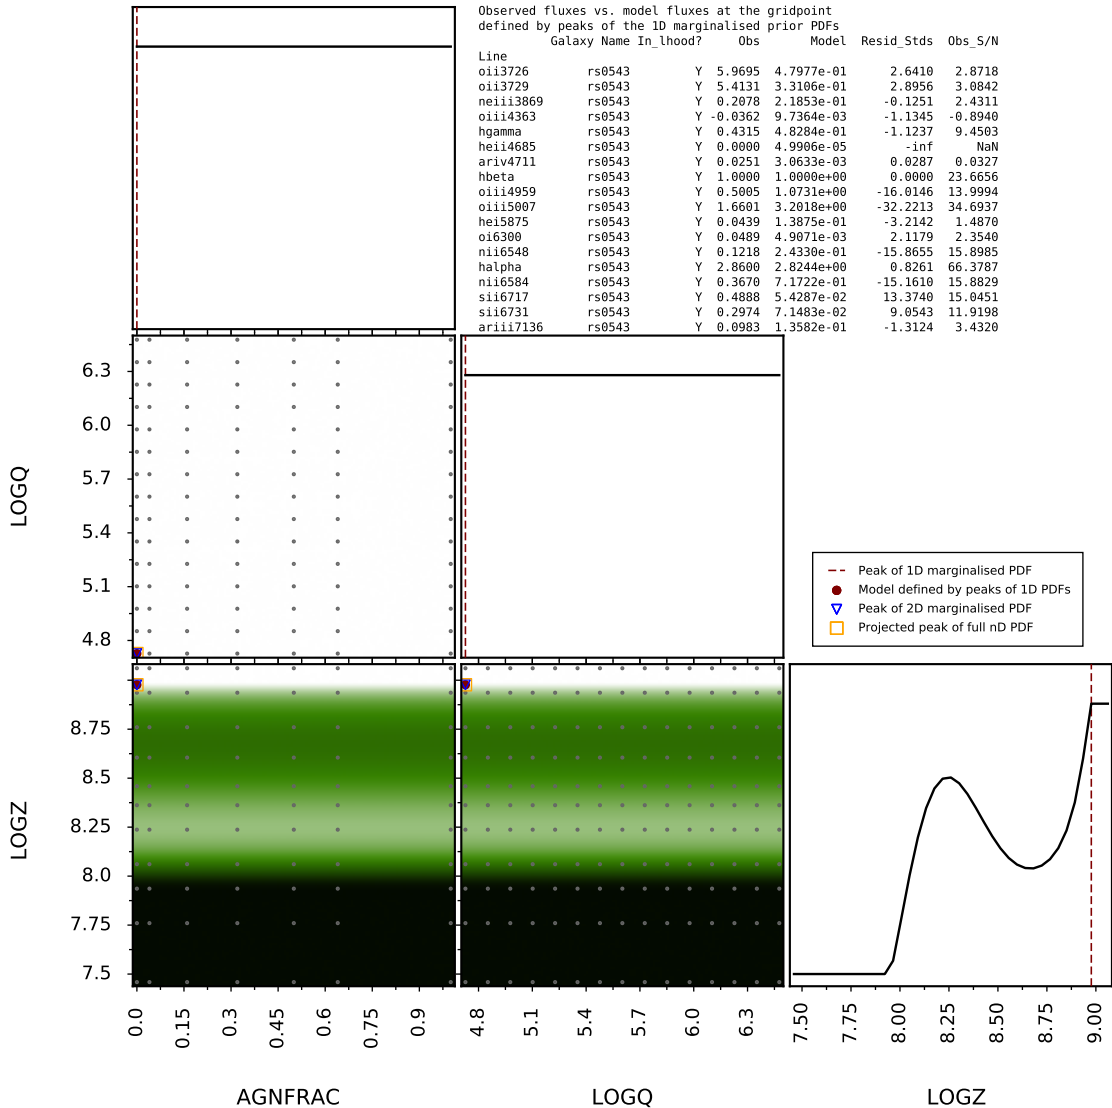 Observed fluxes vs. model fluxes at the gridpoint
defined by peaks of the 1D marginalised prior PDFs
Galaxy Name In_lhood? Obs Model Resid_Stds Obs_S/N
Line
oii3726 rs0543 Y 5.9695 4.7977e-01 2.6410 2.8718
oii3729 rs0543 Y 5.4131 3.3106e-01 2.8956 3.0842
neiii3869 rs0543 Y 0.2078 2.1853e-01 -0.1251 2.4311
oiii4363 rs0543 Y -0.0362 9.7364e-03 -1.1345 -0.8940
hgamma rs0543 Y 0.4315 4.8284e-01 -1.1237 9.4503
heii4685 rs0543 Y 0.0000 4.9906e-05 -inf NaN
ariv4711 rs0543 Y 0.0251 3.0633e-03 0.0287 0.0327
hbeta rs0543 Y 1.0000 1.0000e+00 0.0000 23.6656
oiii4959 rs0543 Y 0.5005 1.0731e+00 -16.0146 13.9994
oiii5007 rs0543 Y 1.6601 3.2018e+00 -32.2213 34.6937
hei5875 rs0543 Y 0.0439 1.3875e-01 -3.2142 1.4870
oi6300 rs0543 Y 0.0489 4.9071e-03 2.1179 2.3540
nii6548 rs0543 Y 0.1218 2.4330e-01 -15.8655 15.8985
halpha rs0543 Y 2.8600 2.8244e+00 0.8261 66.3787
nii6584 rs0543 Y 0.3670 7.1722e-01 -15.1610 15.8829
sii6717 rs0543 Y 0.4888 5.4287e-02 13.3740 15.0451
sii6731 rs0543 Y 0.2974 7.1483e-02 9.0543 11.9198
ariii7136 rs0543 Y 0.0983 1.3582e-01 -1.3124 3.4320
LOGQ
6.3
6.0
5.7
5.4
5.1
4.8
Peak of 1D marginalised PDF
Model defined by peaks of 1D PDFs
Peak of 2D marginalised PDF
Projected peak of full nD PDF
LOGZ
8.75
8.5
8.25
8.0
7.75
7.5
0.0 0.15 0.3 0.45 0.6 0.75 0.9
4.8 5.1 5.4 5.7 6.0 6.3
7.50 7.75 8.00 8.25 8.50 8.75 9.00
AGNFRAC
LOGQ
LOGZ